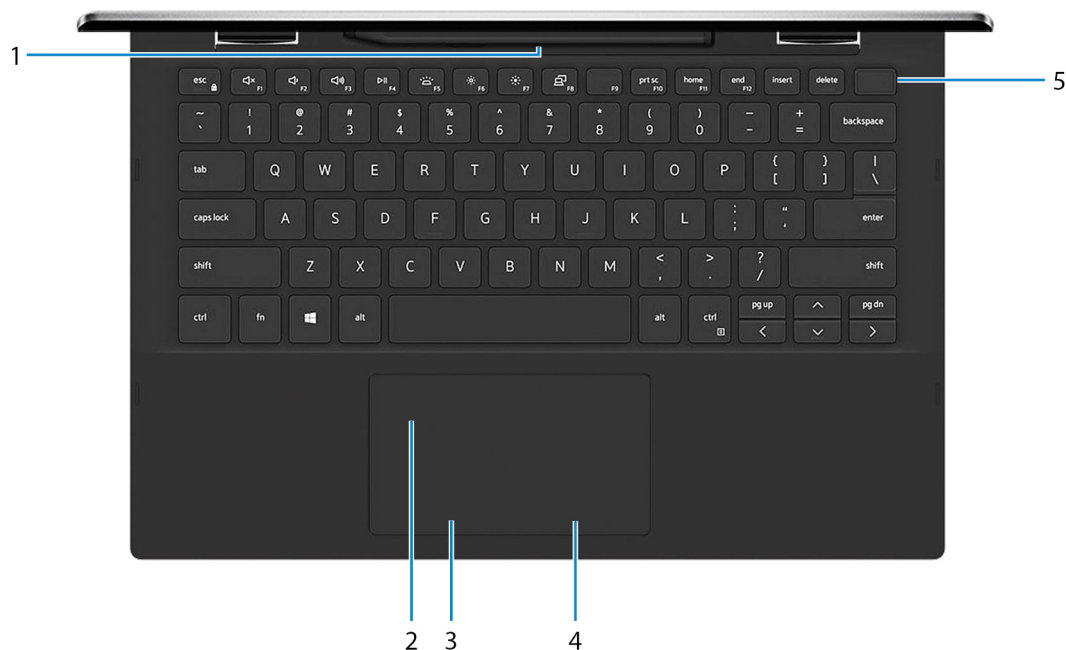 1
5
esc F1 F2 F3 F4 F5 F6 F7 F8 F9 prt sc F10 home F11 end F12 insert delete
~ ` ! 1 @ 2 # 3 $ 4 % 5 ^ 6 & 7 * 8 ( 9 ) 0 _ - + = backspace
tab Q W E R T Y U I O P { [ } ] | \
caps lock A S D F G H J K L : ; " ' enter
shift Z X C V B N M < , > . ? / shift
ctrl fn alt alt ctrl pg up < ^ v pg dn >
2 3 4